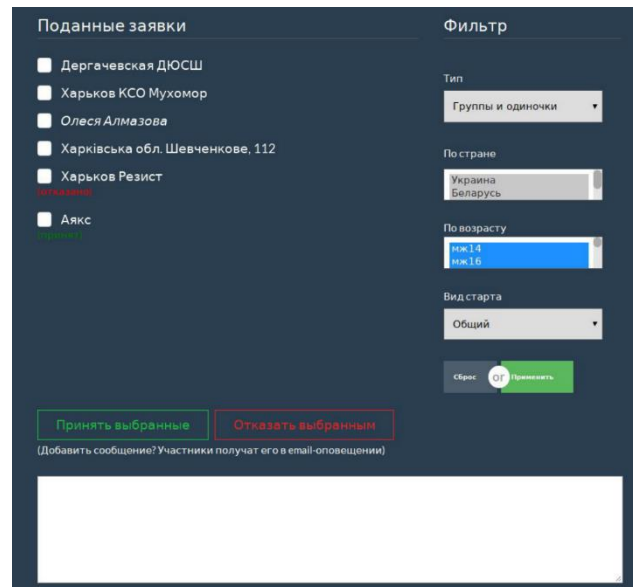 Поданные заявки
Дергачевская ДЮСШ
Харьков КСО Мухомор
Олеся Алмазова
Харківська обл. Шевченкове, 112
Харьков Резист
(отказано)
Аякс
(принят)
Фильтр
Тип
Группы и одиночки
По стране
Украина
Беларусь
По возрасту
мж14
мж16
Вид старта
Общий
Сброс
or
Применить
Принять выбранные
Отказать выбранным
(Добавить сообщение? Участники получат его в email-оповещении)